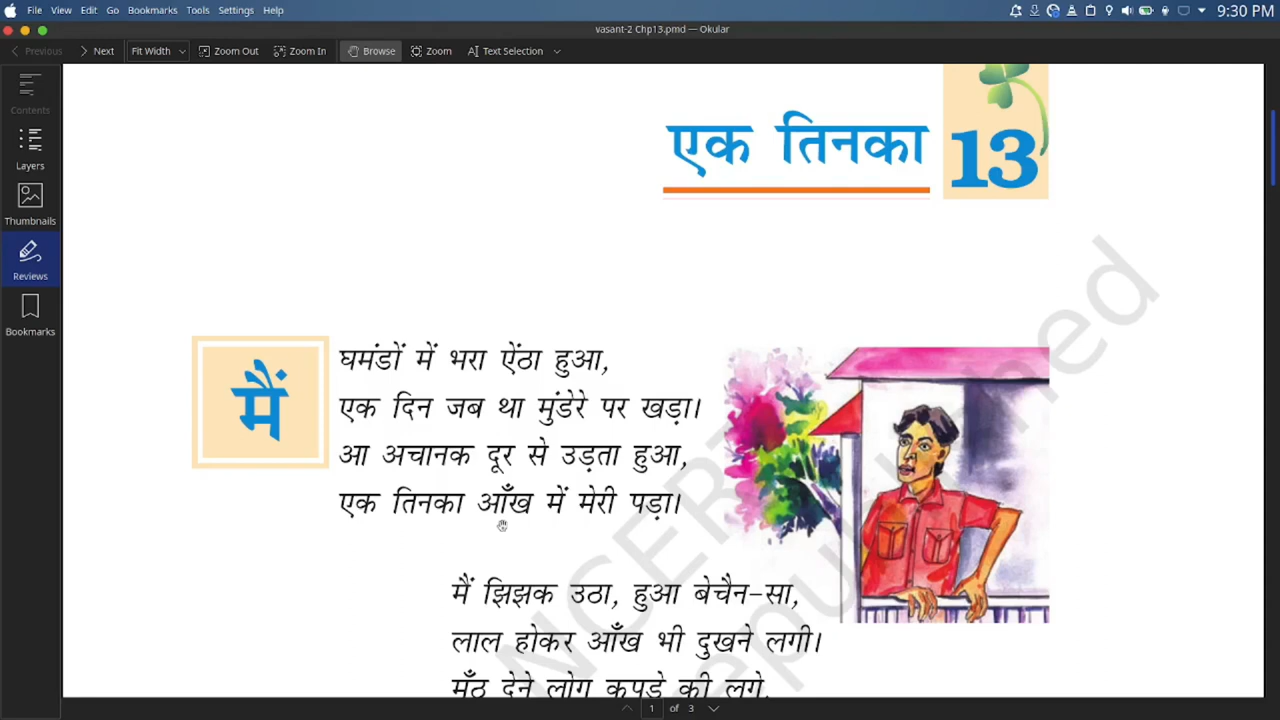 File Edit View Go Bookmarks Tools Settings Help 9:30 PM
vasant-2 Chp13.pmd — Okular
Previous Next Fit Width Zoom Out Zoom In Browse Zoom Text Selection
Contents
Layers
Thumbnails
Reviews
Bookmarks
एक तिनका 13
मैं
घमंडों में भरा ऐंठा हुआ,
एक दिन जब था मुंडेरे पर खड़ा।
आ अचानक दूर से उड़ता हुआ,
एक तिनका आँख में मेरी पड़ा।
मैं झिझक उठा, हुआ बेचैन-सा,
लाल होकर आँख भी दुखने लगी।
मूँठ देने लोग कपड़े की लगे,
1 of 3